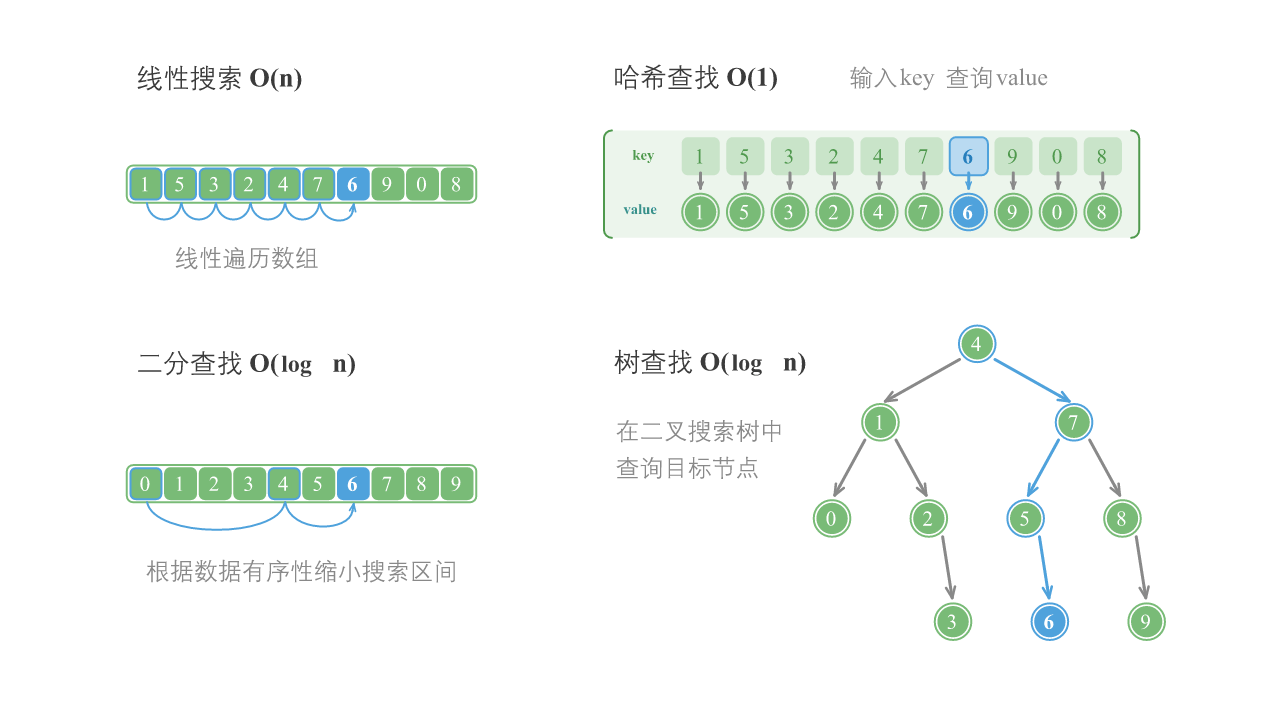 线性搜索 O(n)
1 5 3 2 4 7 6 9 0 8
线性遍历数组
哈希查找 O(1) 输入key 查询value
key 1 5 3 2 4 7 6 9 0 8
value 1 5 3 2 4 7 6 9 0 8
二分查找 O(log n)
0 1 2 3 4 5 6 7 8 9
根据数据有序性缩小搜索区间
树查找 O(log n)
在二叉搜索树中
查询目标节点
4
1 7
0 2 5 8
3 6 9